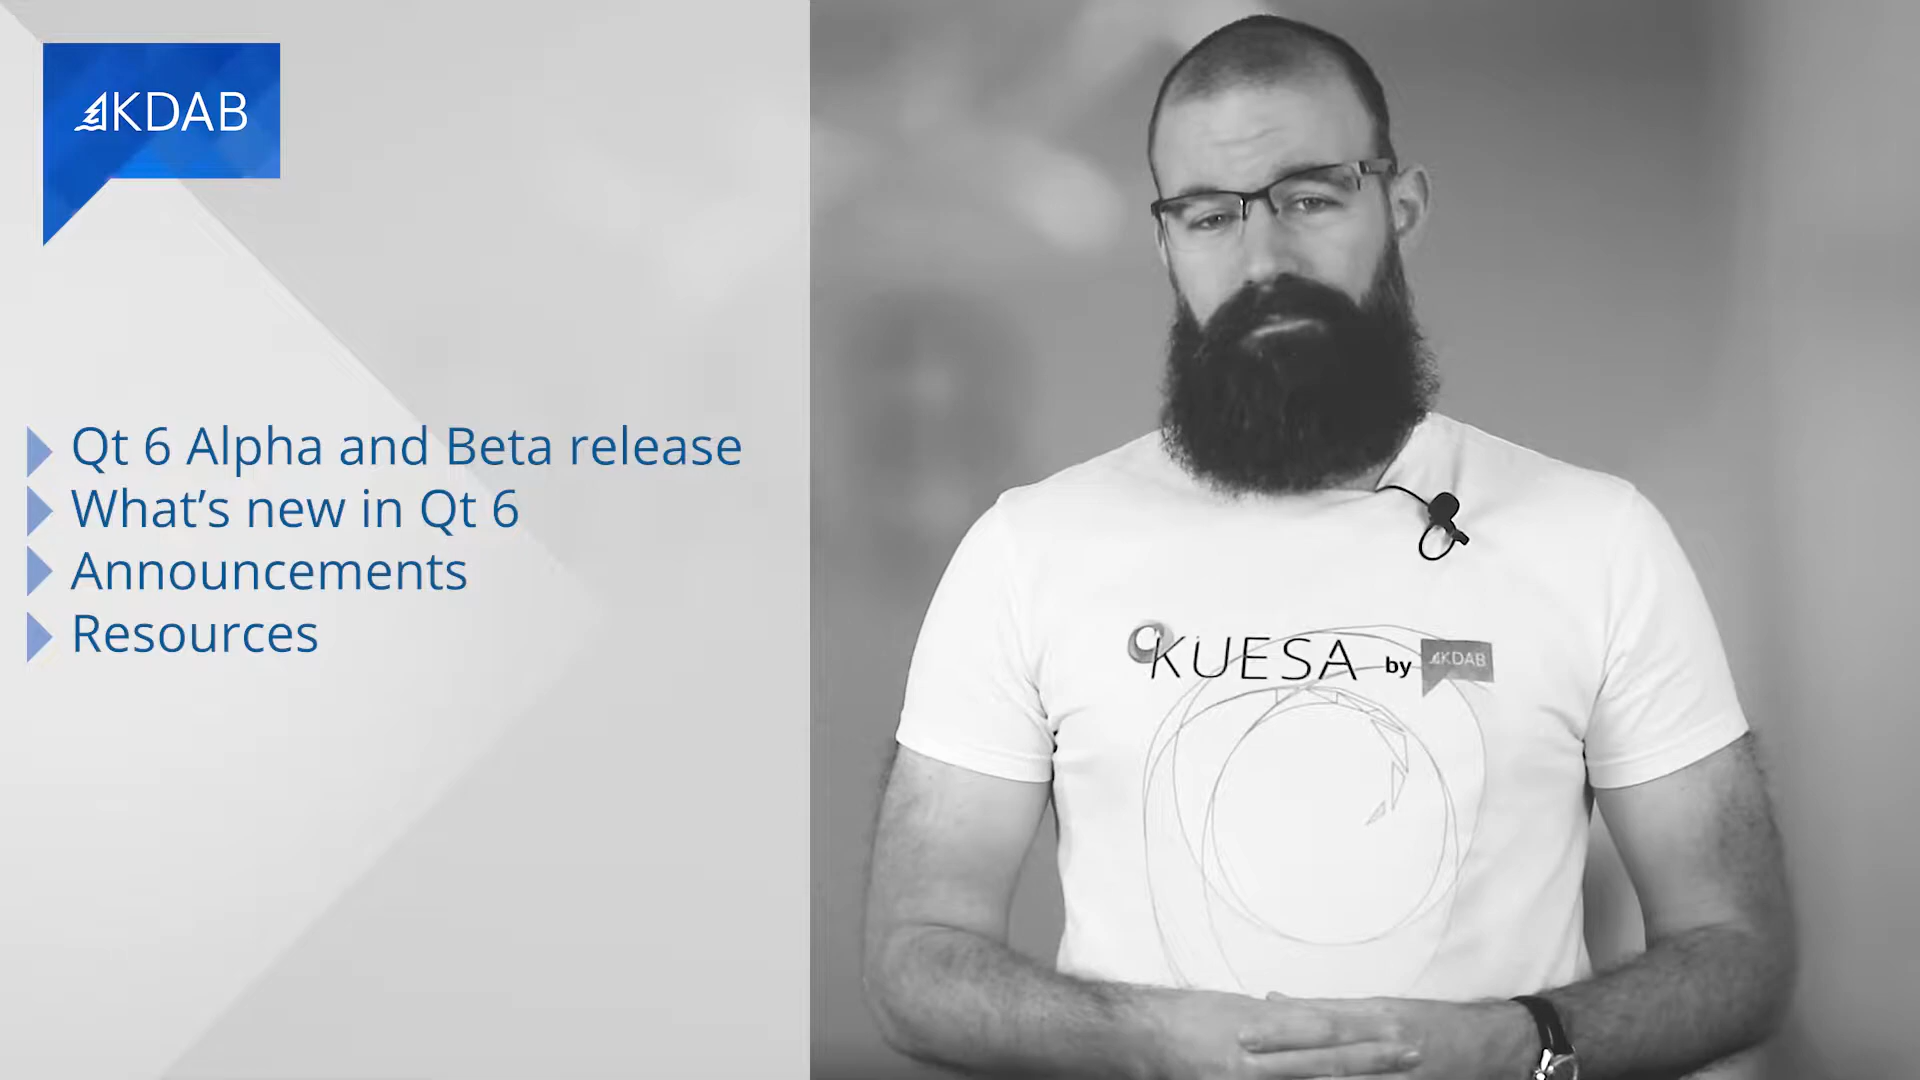 KDAB
Qt 6 Alpha and Beta release
What’s new in Qt 6
Announcements
Resources
KUESA by KDAB